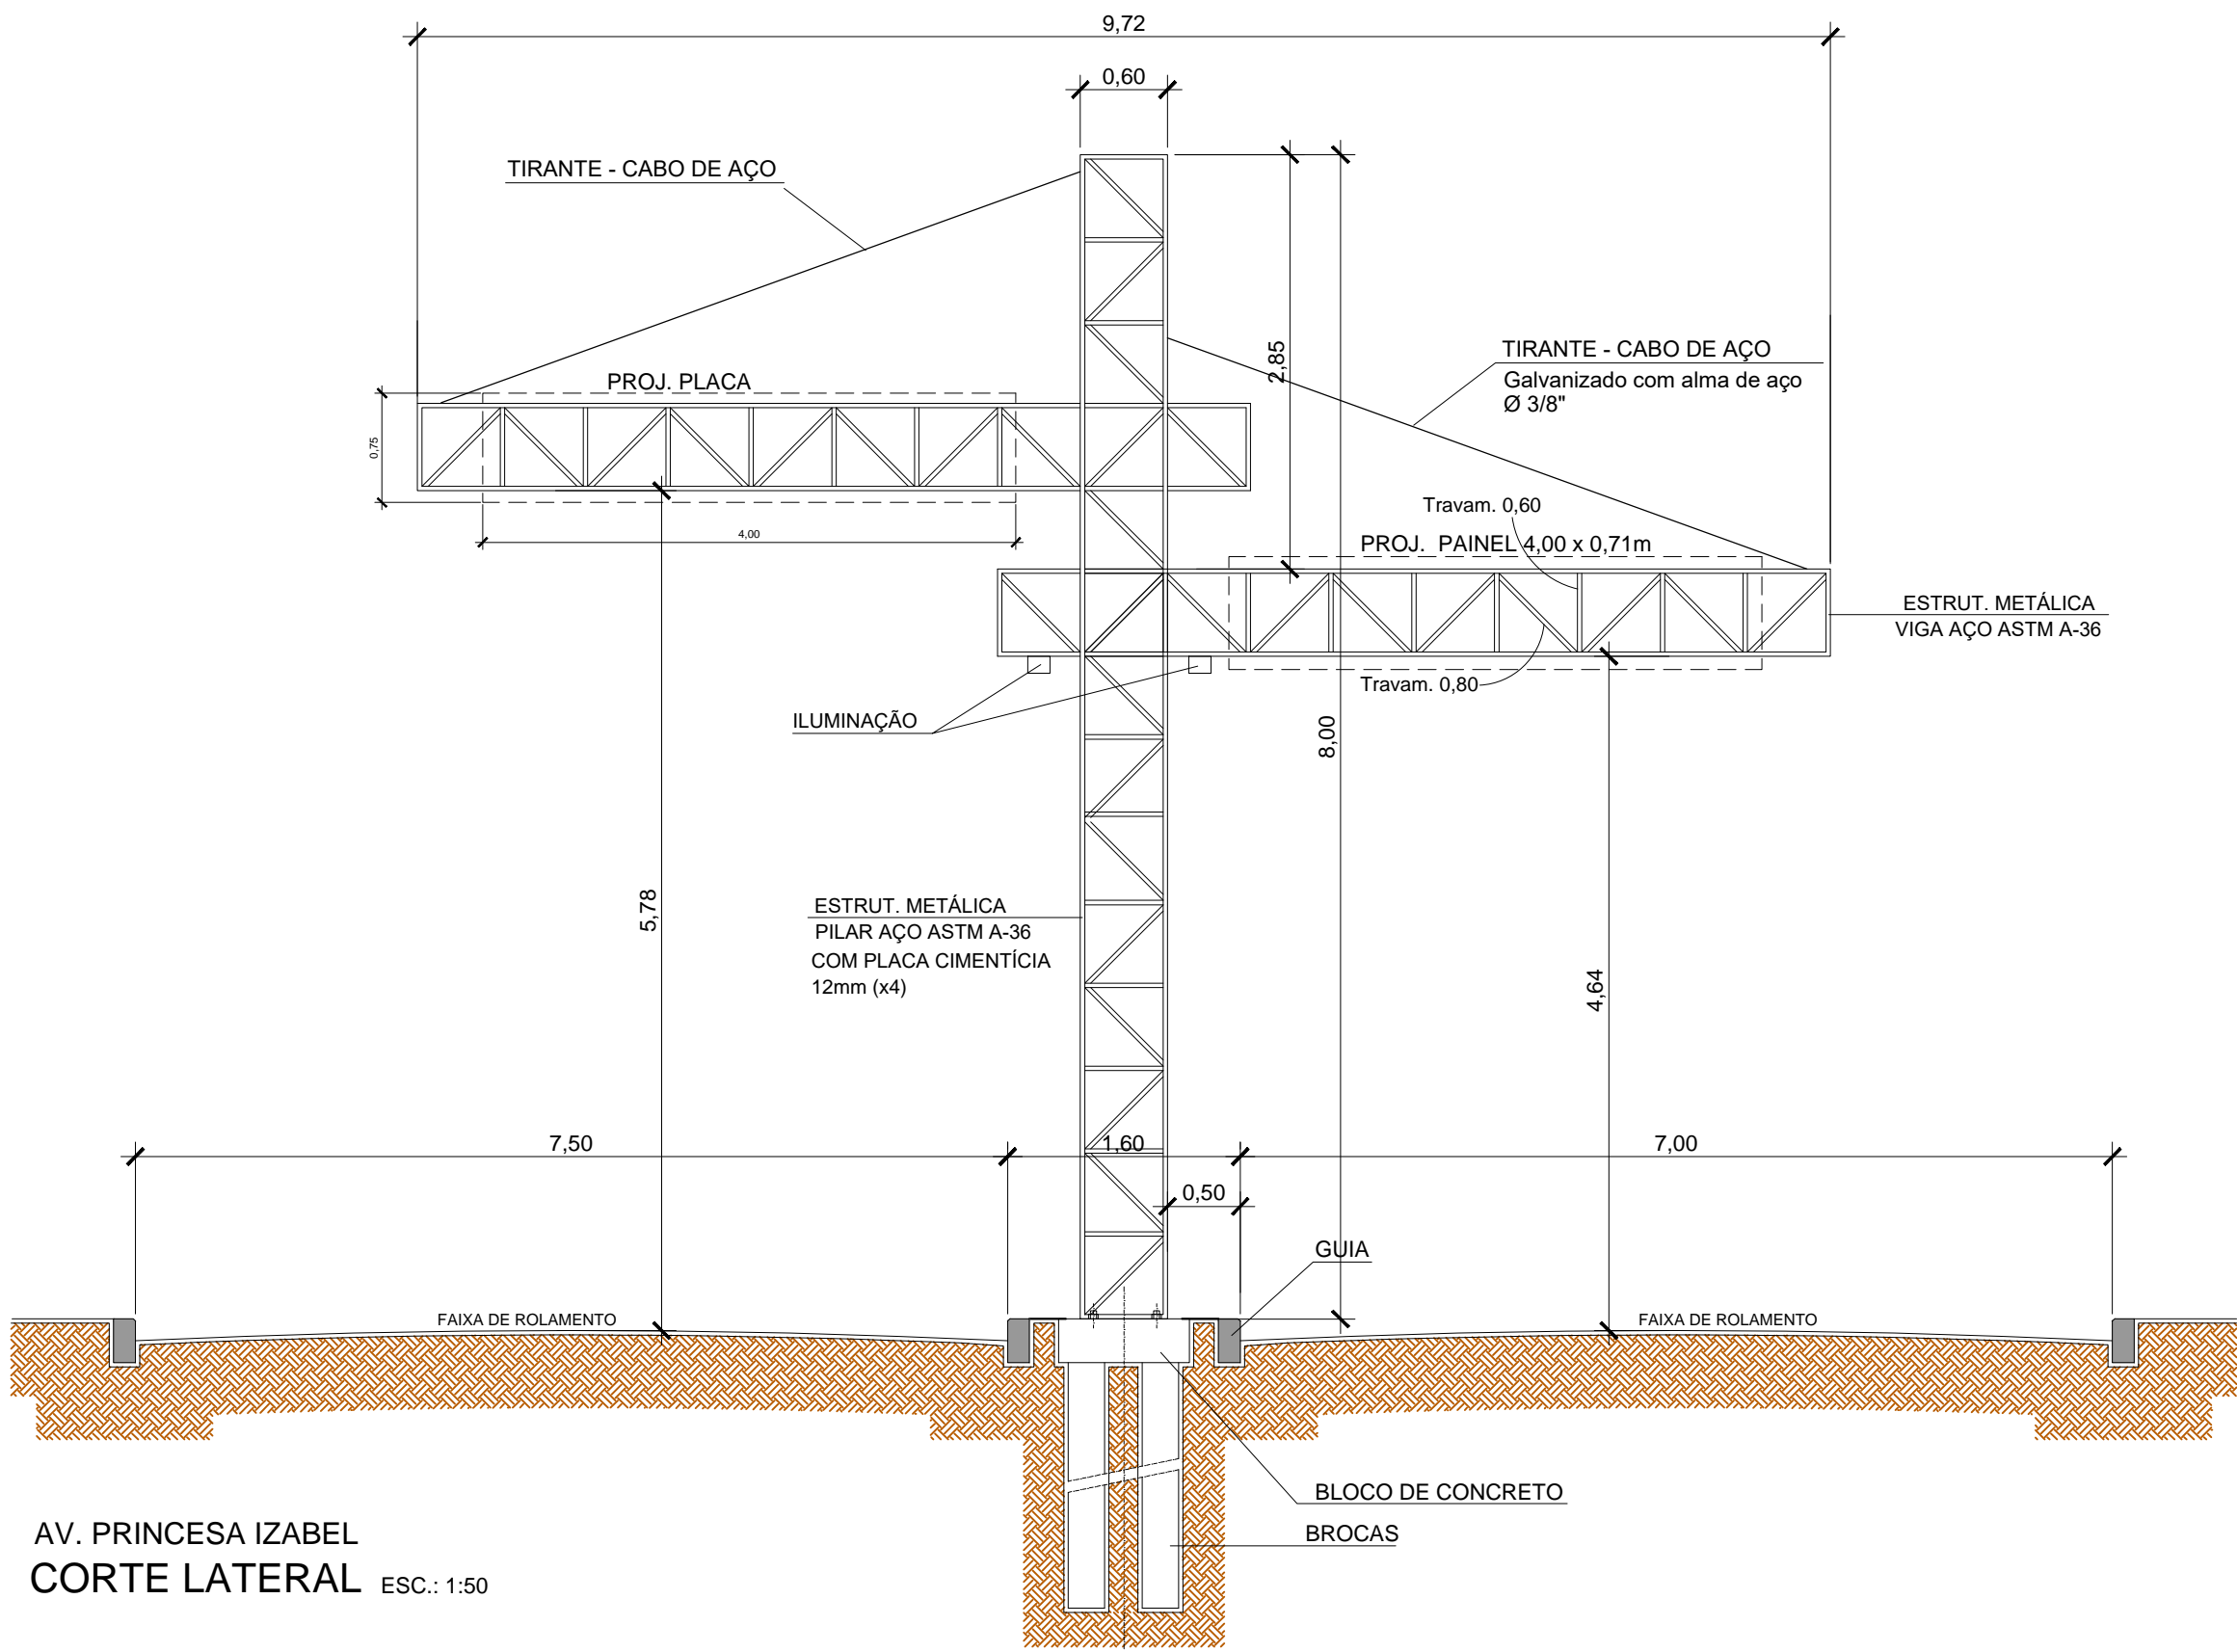 9,72
0,60
TIRANTE - CABO DE AÇO
2,85
TIRANTE - CABO DE AÇO
Galvanizado com alma de aço
Ø 3/8"
PROJ. PLACA
0,75
4,00
Travam. 0,60
PROJ. PAINEL 4,00 x 0,71m
ESTRUT. METÁLICA
VIGA AÇO ASTM A-36
Travam. 0,80
ILUMINAÇÃO
8,00
5,78
ESTRUT. METÁLICA
PILAR AÇO ASTM A-36
COM PLACA CIMENTÍCIA
12mm (x4)
4,64
7,50
1,60
7,00
0,50
GUIA
FAIXA DE ROLAMENTO
FAIXA DE ROLAMENTO
BLOCO DE CONCRETO
BROCAS
AV. PRINCESA IZABEL
CORTE LATERAL ESC.: 1:50